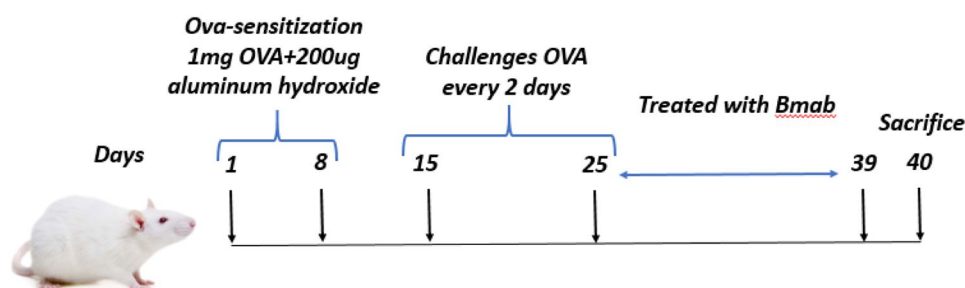 Ova-sensitization
1mg OVA+200ug
aluminum hydroxide
Challenges OVA
every 2 days
Treated with Bmab
Sacrifice
Days
1
8
15
25
39
40